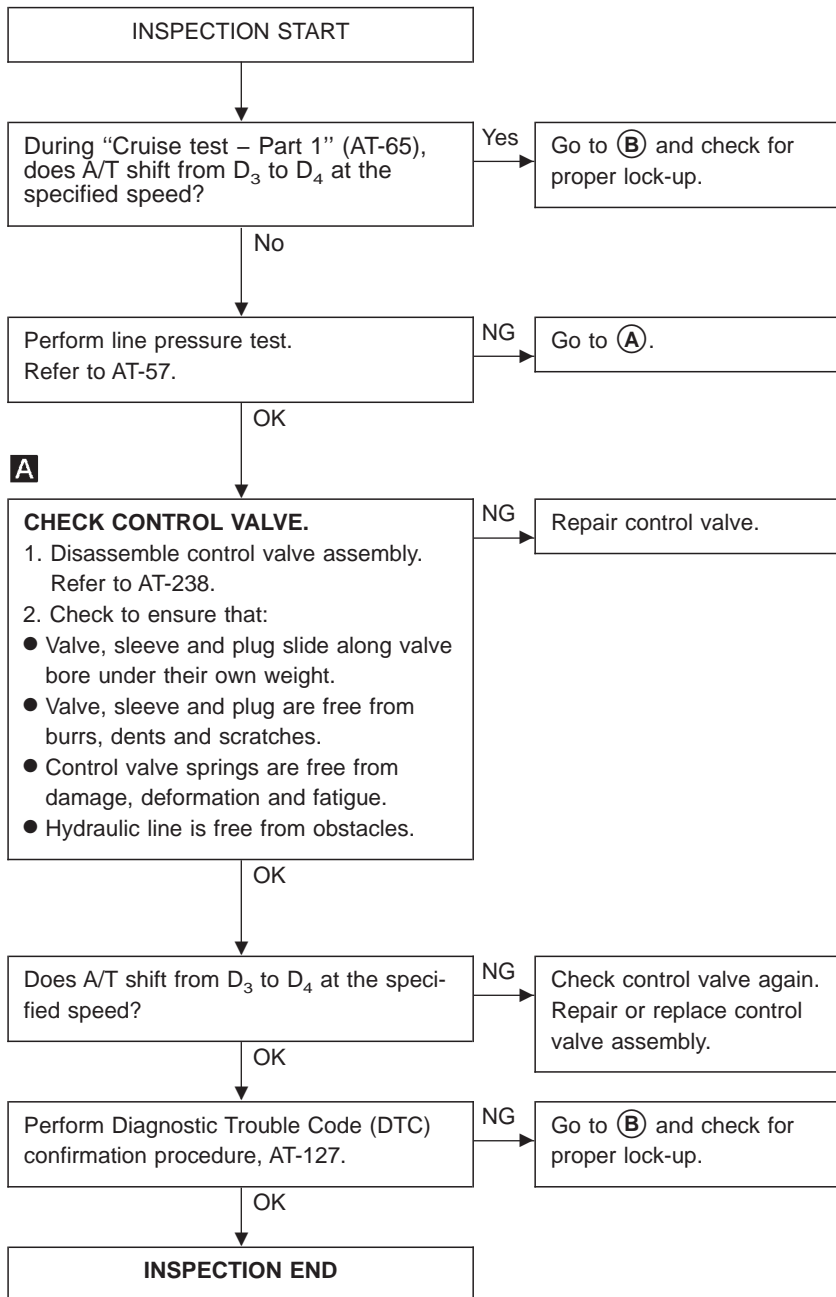 INSPECTION START
During “Cruise test – Part 1” (AT-65),
does A/T shift from D3 to D4 at the
specified speed?
Yes
Go to B and check for
proper lock-up.
No
Perform line pressure test.
Refer to AT-57.
NG
Go to A.
OK
A
CHECK CONTROL VALVE.
1. Disassemble control valve assembly.
Refer to AT-238.
2. Check to ensure that:
● Valve, sleeve and plug slide along valve
bore under their own weight.
● Valve, sleeve and plug are free from
burrs, dents and scratches.
● Control valve springs are free from
damage, deformation and fatigue.
● Hydraulic line is free from obstacles.
NG
Repair control valve.
OK
Does A/T shift from D3 to D4 at the speci-
fied speed?
NG
Check control valve again.
Repair or replace control
valve assembly.
OK
Perform Diagnostic Trouble Code (DTC)
confirmation procedure, AT-127.
NG
Go to B and check for
proper lock-up.
OK
INSPECTION END